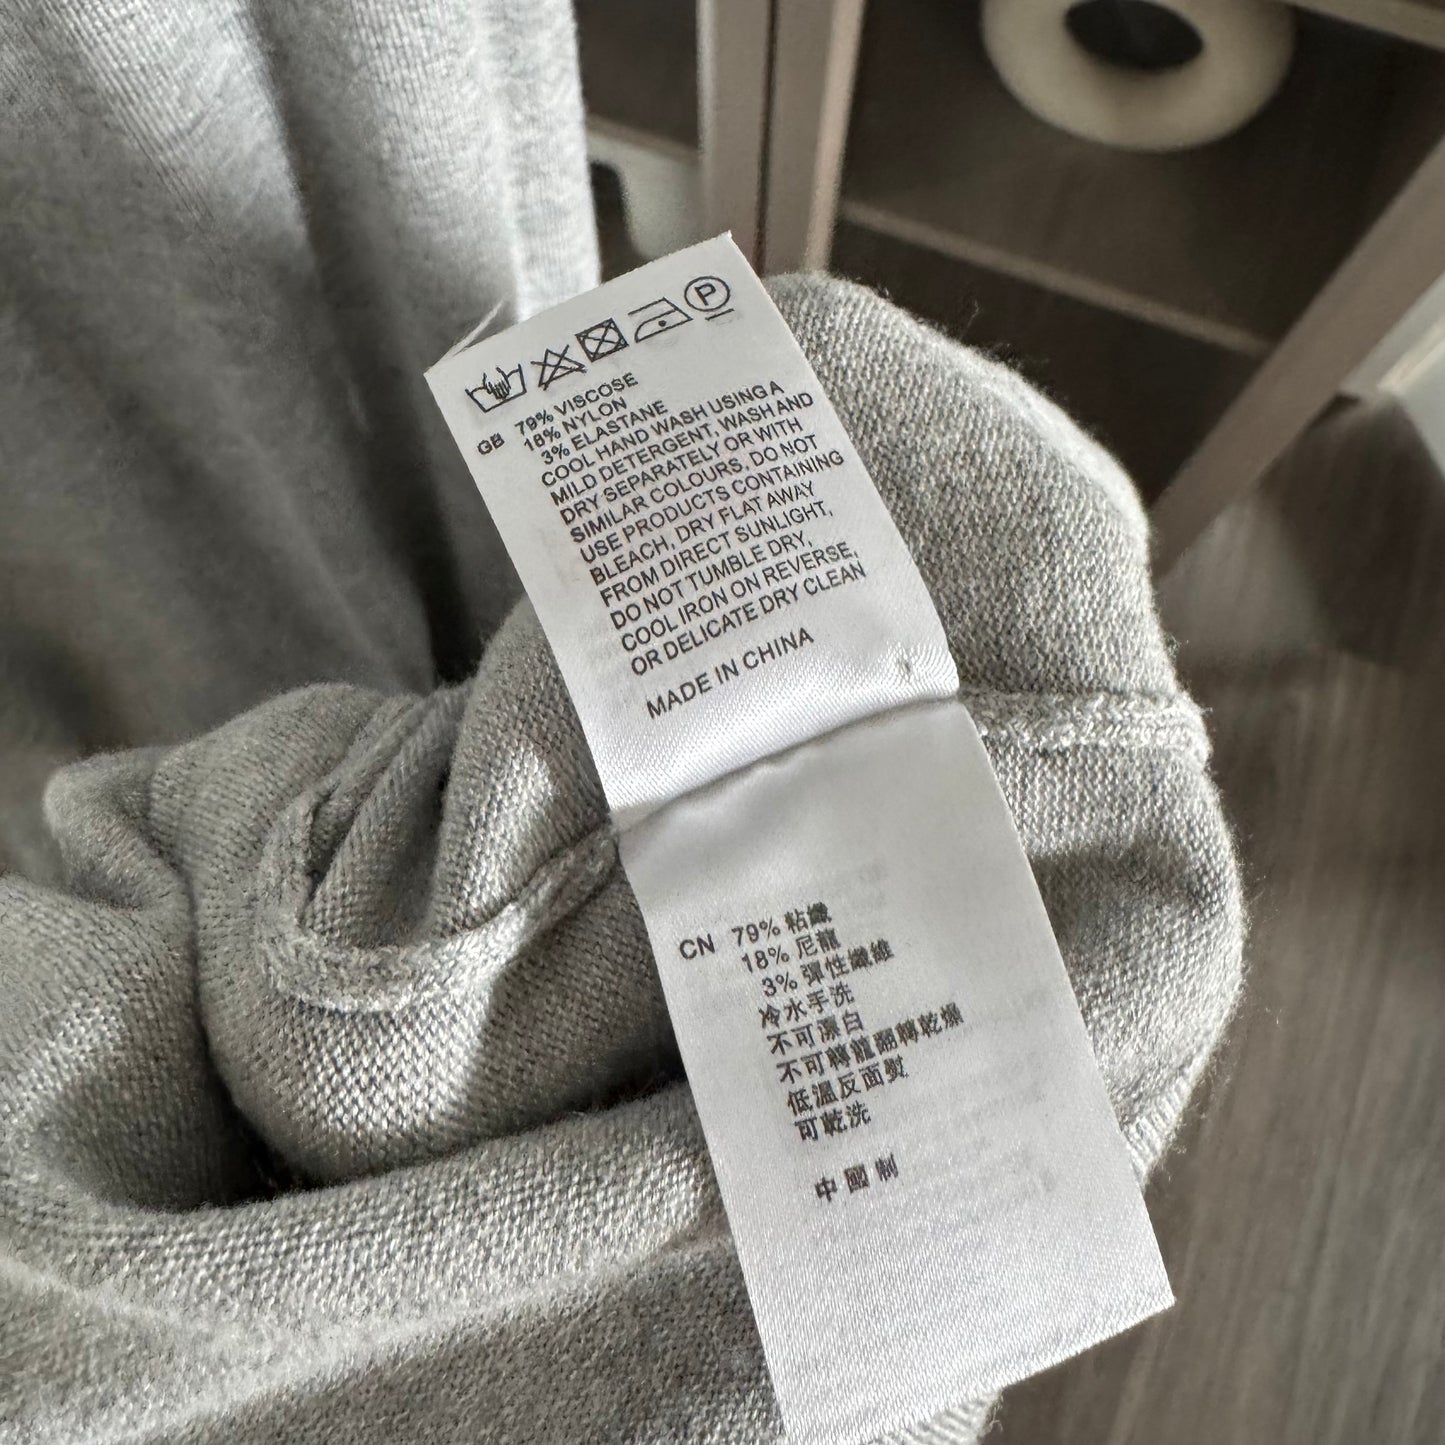 P
GB 79% VISCOSE
18% NYLON
3% ELASTANE
COOL HAND WASH USING A
MILD DETERGENT, WASH AND
DRY SEPARATELY OR WITH
SIMILAR COLOURS, DO NOT
USE PRODUCTS CONTAINING
BLEACH, DRY FLAT AWAY
FROM DIRECT SUNLIGHT,
DO NOT TUMBLE DRY,
COOL IRON ON REVERSE,
OR DELICATE DRY CLEAN
MADE IN CHINA
CN 79% 粘纖
18% 尼龍
3% 彈性纖維
冷水手洗
不可漂白
不可轉籠翻轉乾燥
低溫反面熨
可乾洗
中國制